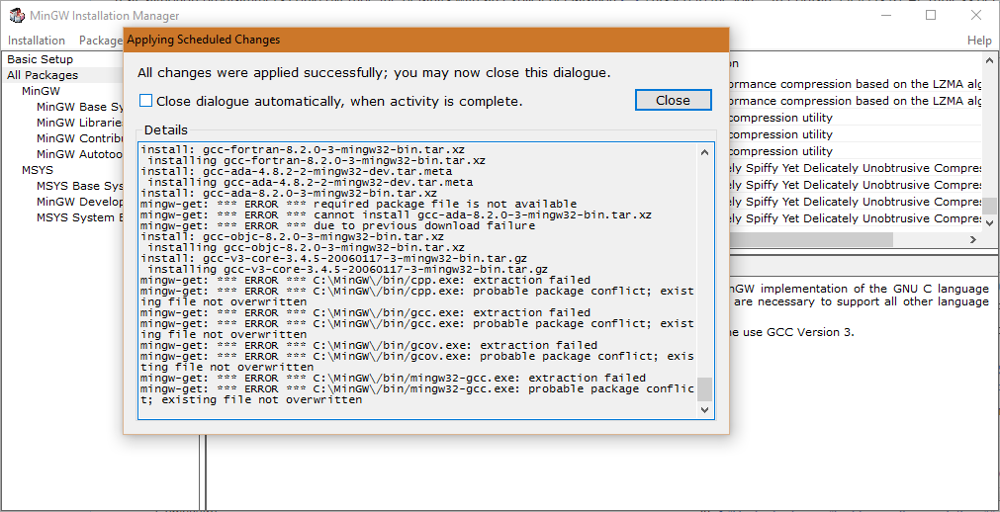 MinGW Installation Manager
Installation Package Help
Applying Scheduled Changes
All changes were applied successfully; you may now close this dialogue.
Close dialogue automatically, when activity is complete.
Close
Details
install: gcc-fortran-8.2.0-3-mingw32-bin.tar.xz
installing gcc-fortran-8.2.0-3-mingw32-bin.tar.xz
install: gcc-ada-4.8.2-2-mingw32-dev.tar.meta
installing gcc-ada-4.8.2-2-mingw32-dev.tar.meta
install: gcc-ada-8.2.0-3-mingw32-bin.tar.xz
mingw-get: *** ERROR *** required package file is not available
mingw-get: *** ERROR *** cannot install gcc-ada-8.2.0-3-mingw32-bin.tar.xz
mingw-get: *** ERROR *** due to previous download failure
install: gcc-objc-8.2.0-3-mingw32-bin.tar.xz
installing gcc-objc-8.2.0-3-mingw32-bin.tar.xz
install: gcc-v3-core-3.4.5-20060117-3-mingw32-bin.tar.gz
installing gcc-v3-core-3.4.5-20060117-3-mingw32-bin.tar.gz
mingw-get: *** ERROR *** C:\MinGW\/bin/cpp.exe: extraction failed
mingw-get: *** ERROR *** C:\MinGW\/bin/cpp.exe: probable package conflict; exist
ing file not overwritten
mingw-get: *** ERROR *** C:\MinGW\/bin/gcc.exe: extraction failed
mingw-get: *** ERROR *** C:\MinGW\/bin/gcc.exe: probable package conflict; exist
ing file not overwritten
mingw-get: *** ERROR *** C:\MinGW\/bin/gcov.exe: extraction failed
mingw-get: *** ERROR *** C:\MinGW\/bin/gcov.exe: probable package conflict; exis
ting file not overwritten
mingw-get: *** ERROR *** C:\MinGW\/bin/mingw32-gcc.exe: extraction failed
mingw-get: *** ERROR *** C:\MinGW\/bin/mingw32-gcc.exe: probable package conflic
t; existing file not overwritten
Basic Setup
All Packages
MinGW
MinGW Base Sy
MinGW Libraries
MinGW Contribu
MinGW Autotoo
MSYS
MSYS Base Sys
MinGW Develop
MSYS System B
on
ormance compression based on the LZMA alg
ormance compression based on the LZMA alg
compression utility
compression utility
compression utility
ely Spiffy Yet Delicately Unobtrusive Compres
ely Spiffy Yet Delicately Unobtrusive Compres
ely Spiffy Yet Delicately Unobtrusive Compres
ely Spiffy Yet Delicately Unobtrusive Compres
nGW implementation of the GNU C language
are necessary to support all other language
ne use GCC Version 3.